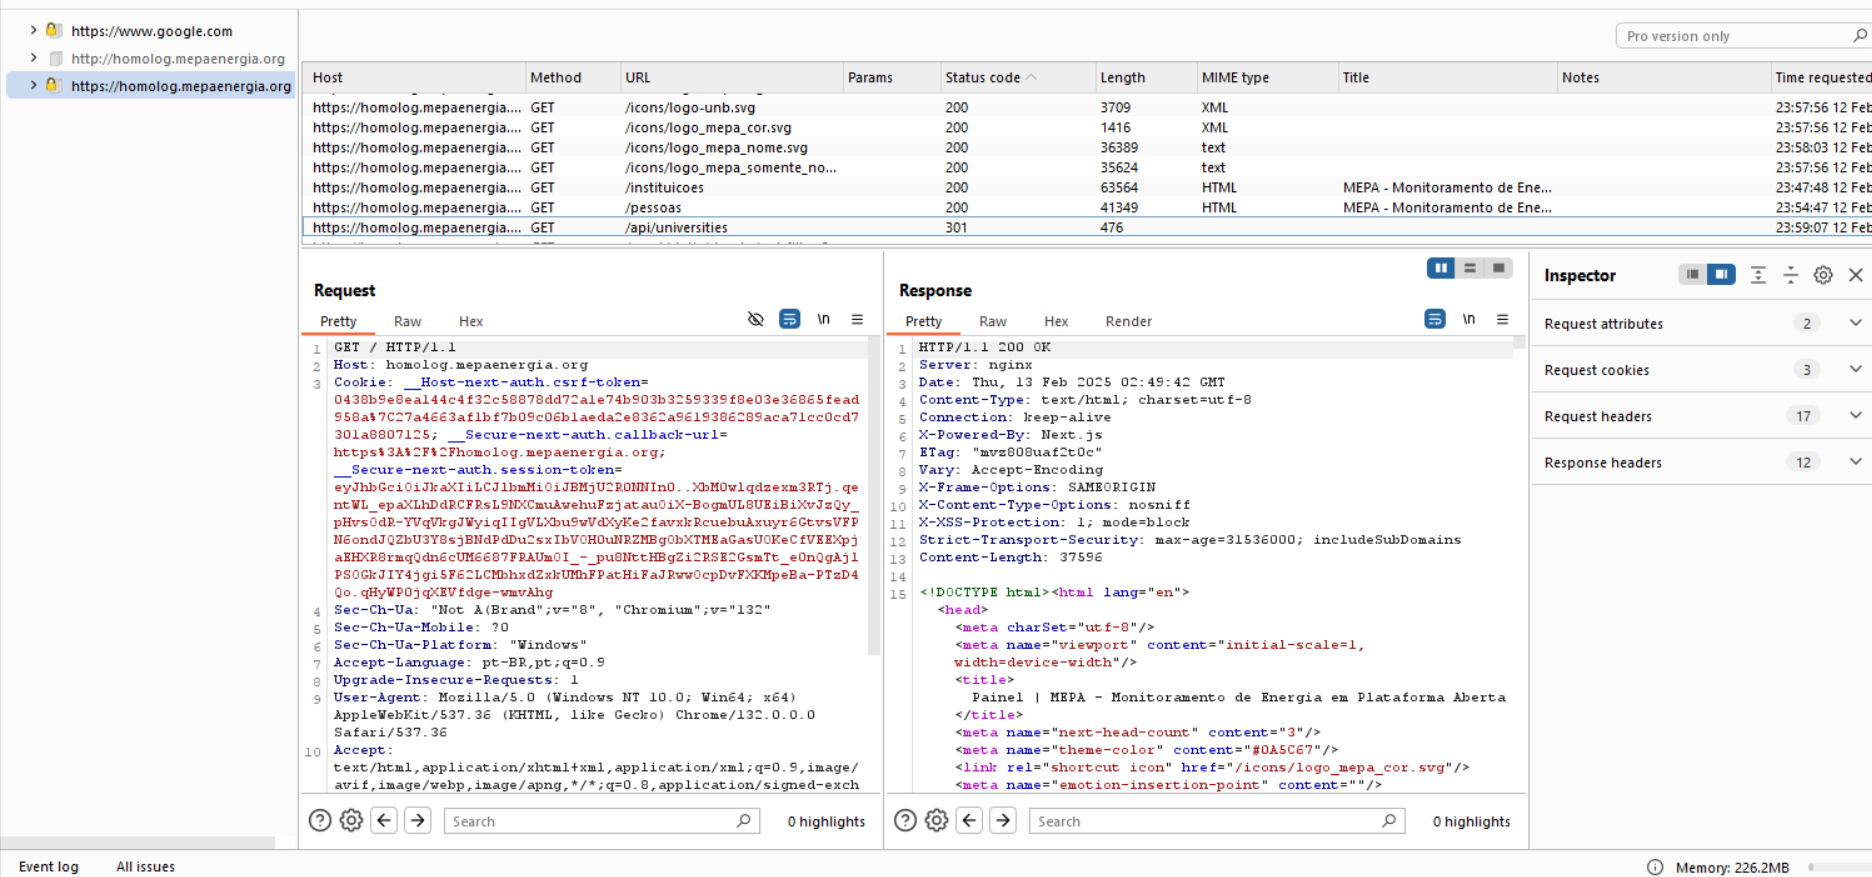 https://www.google.com
http://homolog.mepaenergia.org
https://homolog.mepaenergia.org
Pro version only
Host Method URL Params Status code Length MIME type Title Notes Time requested
https://homolog.mepaenergia.... GET /icons/logo-unb.svg 200 3709 XML 23:57:56 12 Feb
https://homolog.mepaenergia.... GET /icons/logo_mepa_cor.svg 200 1416 XML 23:57:56 12 Feb
https://homolog.mepaenergia.... GET /icons/logo_mepa_nome.svg 200 36389 text 23:58:03 12 Feb
https://homolog.mepaenergia.... GET /icons/logo_mepa_somente_no... 200 35624 text 23:57:56 12 Feb
https://homolog.mepaenergia.... GET /instituicoes 200 63564 HTML MEPA - Monitoramento de Ene... 23:47:48 12 Feb
https://homolog.mepaenergia.... GET /pessoas 200 41349 HTML MEPA - Monitoramento de Ene... 23:54:47 12 Feb
https://homolog.mepaenergia.... GET /api/universities 301 476 23:59:07 12 Feb
Request
Pretty Raw Hex \n
1 GET / HTTP/1.1
2 Host: homolog.mepaenergia.org
3 Cookie: __Host-next-auth.csrf-token=
0438b9e8ea144c4f32c58878dd72a1e74b903b3259339f8e03e36865fead
958a%7C27a4663af1bf7b09c06b1aeda2e8362a9619386289aca71cc0cd7
301a8807125; __Secure-next-auth.callback-url=
https%3A%2F%2Fhomolog.mepaenergia.org;
__Secure-next-auth.session-token=
eyJhbGciOiJkaXIiLCJlbmMiOiJBMjU2R0NNIn0..XbM0wlqdzexm3RTj.qe
ntWL_epaXLhDdRCFRsL9NXCmuAwehuFzjatau0iX-BogmUL8UEiBiXvJzQy_
pHvs0dR-YVqVkgJWyiqIIgVLXbu9wVdXyKe2favxkRcuebuAxuyr6GtvsVFP
N6ondJQZbU3Y8sjBNdPdDu2sxIbV0H0uNRZMBg0bXTMEaGasU0KeCfVEEXpj
aEHXR8rmqQdn6cUM6687FRAUm0I_-_pu8NttHBgZi2RSE2GsmTt_e0nQgAjl
PS0GkJIY4jgi5F62LCMbhxdZxkUMhFPatHiFaJRww0cpDvFXKMpeBa-PTzD4
Qo.qHyWP0jqXEVfdge-wmvAhg
4 Sec-Ch-Ua: "Not A(Brand";v="8", "Chromium";v="132"
5 Sec-Ch-Ua-Mobile: ?0
6 Sec-Ch-Ua-Platform: "Windows"
7 Accept-Language: pt-BR,pt;q=0.9
8 Upgrade-Insecure-Requests: 1
9 User-Agent: Mozilla/5.0 (Windows NT 10.0; Win64; x64)
AppleWebKit/537.36 (KHTML, like Gecko) Chrome/132.0.0.0
Safari/537.36
10 Accept:
text/html,application/xhtml+xml,application/xml;q=0.9,image/
avif,image/webp,image/apng,*/*;q=0.8,application/signed-exch
Search
0 highlights
Response
Pretty Raw Hex Render \n
1 HTTP/1.1 200 OK
2 Server: nginx
3 Date: Thu, 13 Feb 2025 02:49:42 GMT
4 Content-Type: text/html; charset=utf-8
5 Connection: keep-alive
6 X-Powered-By: Next.js
7 ETag: "mvz808uaf2t0c"
8 Vary: Accept-Encoding
9 X-Frame-Options: SAMEORIGIN
10 X-Content-Type-Options: nosniff
11 X-XSS-Protection: 1; mode=block
12 Strict-Transport-Security: max-age=31536000; includeSubDomains
13 Content-Length: 37596
14
15 <!DOCTYPE html><html lang="en">
<head>
<meta charSet="utf-8"/>
<meta name="viewport" content="initial-scale=1,
width=device-width"/>
<title>
Painel | MEPA - Monitoramento de Energia em Plataforma Aberta
</title>
<meta name="next-head-count" content="3"/>
<meta name="theme-color" content="#0A5C67"/>
<link rel="shortcut icon" href="/icons/logo_mepa_cor.svg"/>
<meta name="emotion-insertion-point" content=""/>
Search
0 highlights
Inspector
Request attributes 2
Request cookies 3
Request headers 17
Response headers 12
Event log All issues
Memory: 226.2MB